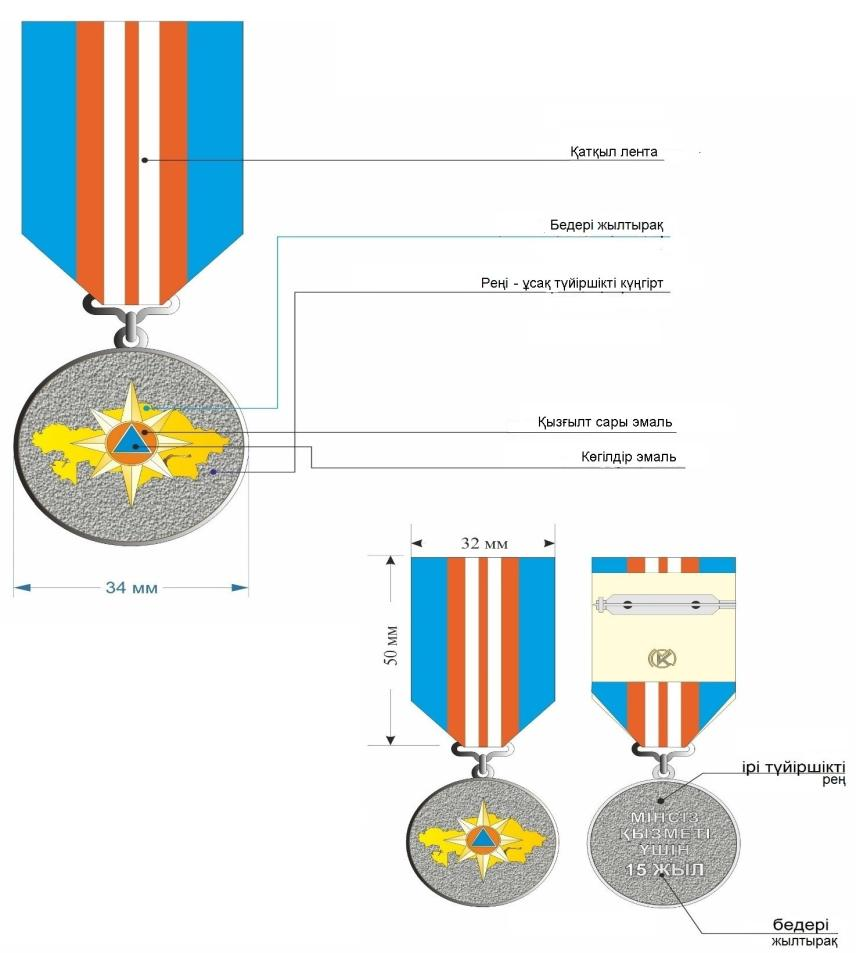 Қатқыл лента
Бедері жылтырақ
Реңі - ұсақ түйіршікті күңгірт
Қызғылт сары эмаль
Көгілдір эмаль
34 мм
32 мм
50 мм
ірі түйіршікті
рең
МІНСІЗ
ҚЫЗМЕТІ
ҮШІН
15 ЖЫЛ
бедері
жылтырақ